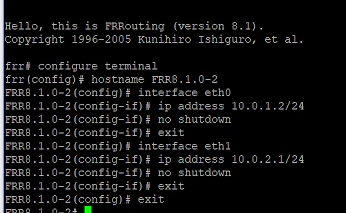 Hello, this is FRRouting (version 8.1).
Copyright 1996-2005 Kunihiro Ishiguro, et al.
frr# configure terminal
frr(config)# hostname FRR8.1.0-2
FRR8.1.0-2(config)# interface eth0
FRR8.1.0-2(config-if)# ip address 10.0.1.2/24
FRR8.1.0-2(config-if)# no shutdown
FRR8.1.0-2(config-if)# exit
FRR8.1.0-2(config)# interface eth1
FRR8.1.0-2(config-if)# ip address 10.0.2.1/24
FRR8.1.0-2(config-if)# no shutdown
FRR8.1.0-2(config-if)# exit
FRR8.1.0-2(config)# exit
FRR8.1.0-2#